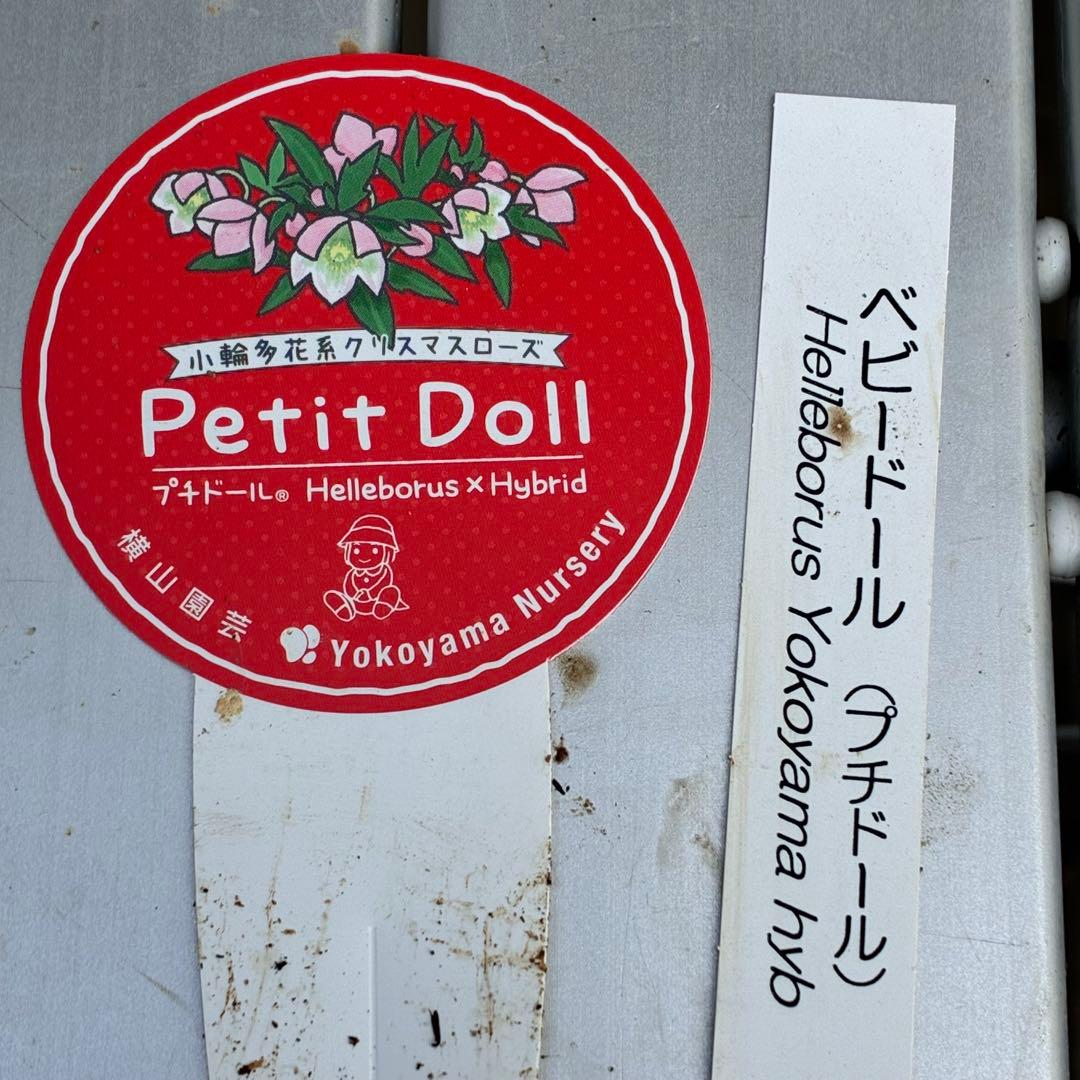 小輪多花系クリスマスローズ
Petit Doll
プチドール® Helleborus × Hybrid
横山園芸
Yokoyama Nursery
ベビードール (プチドール)
Helleborus Yokoyama hyb